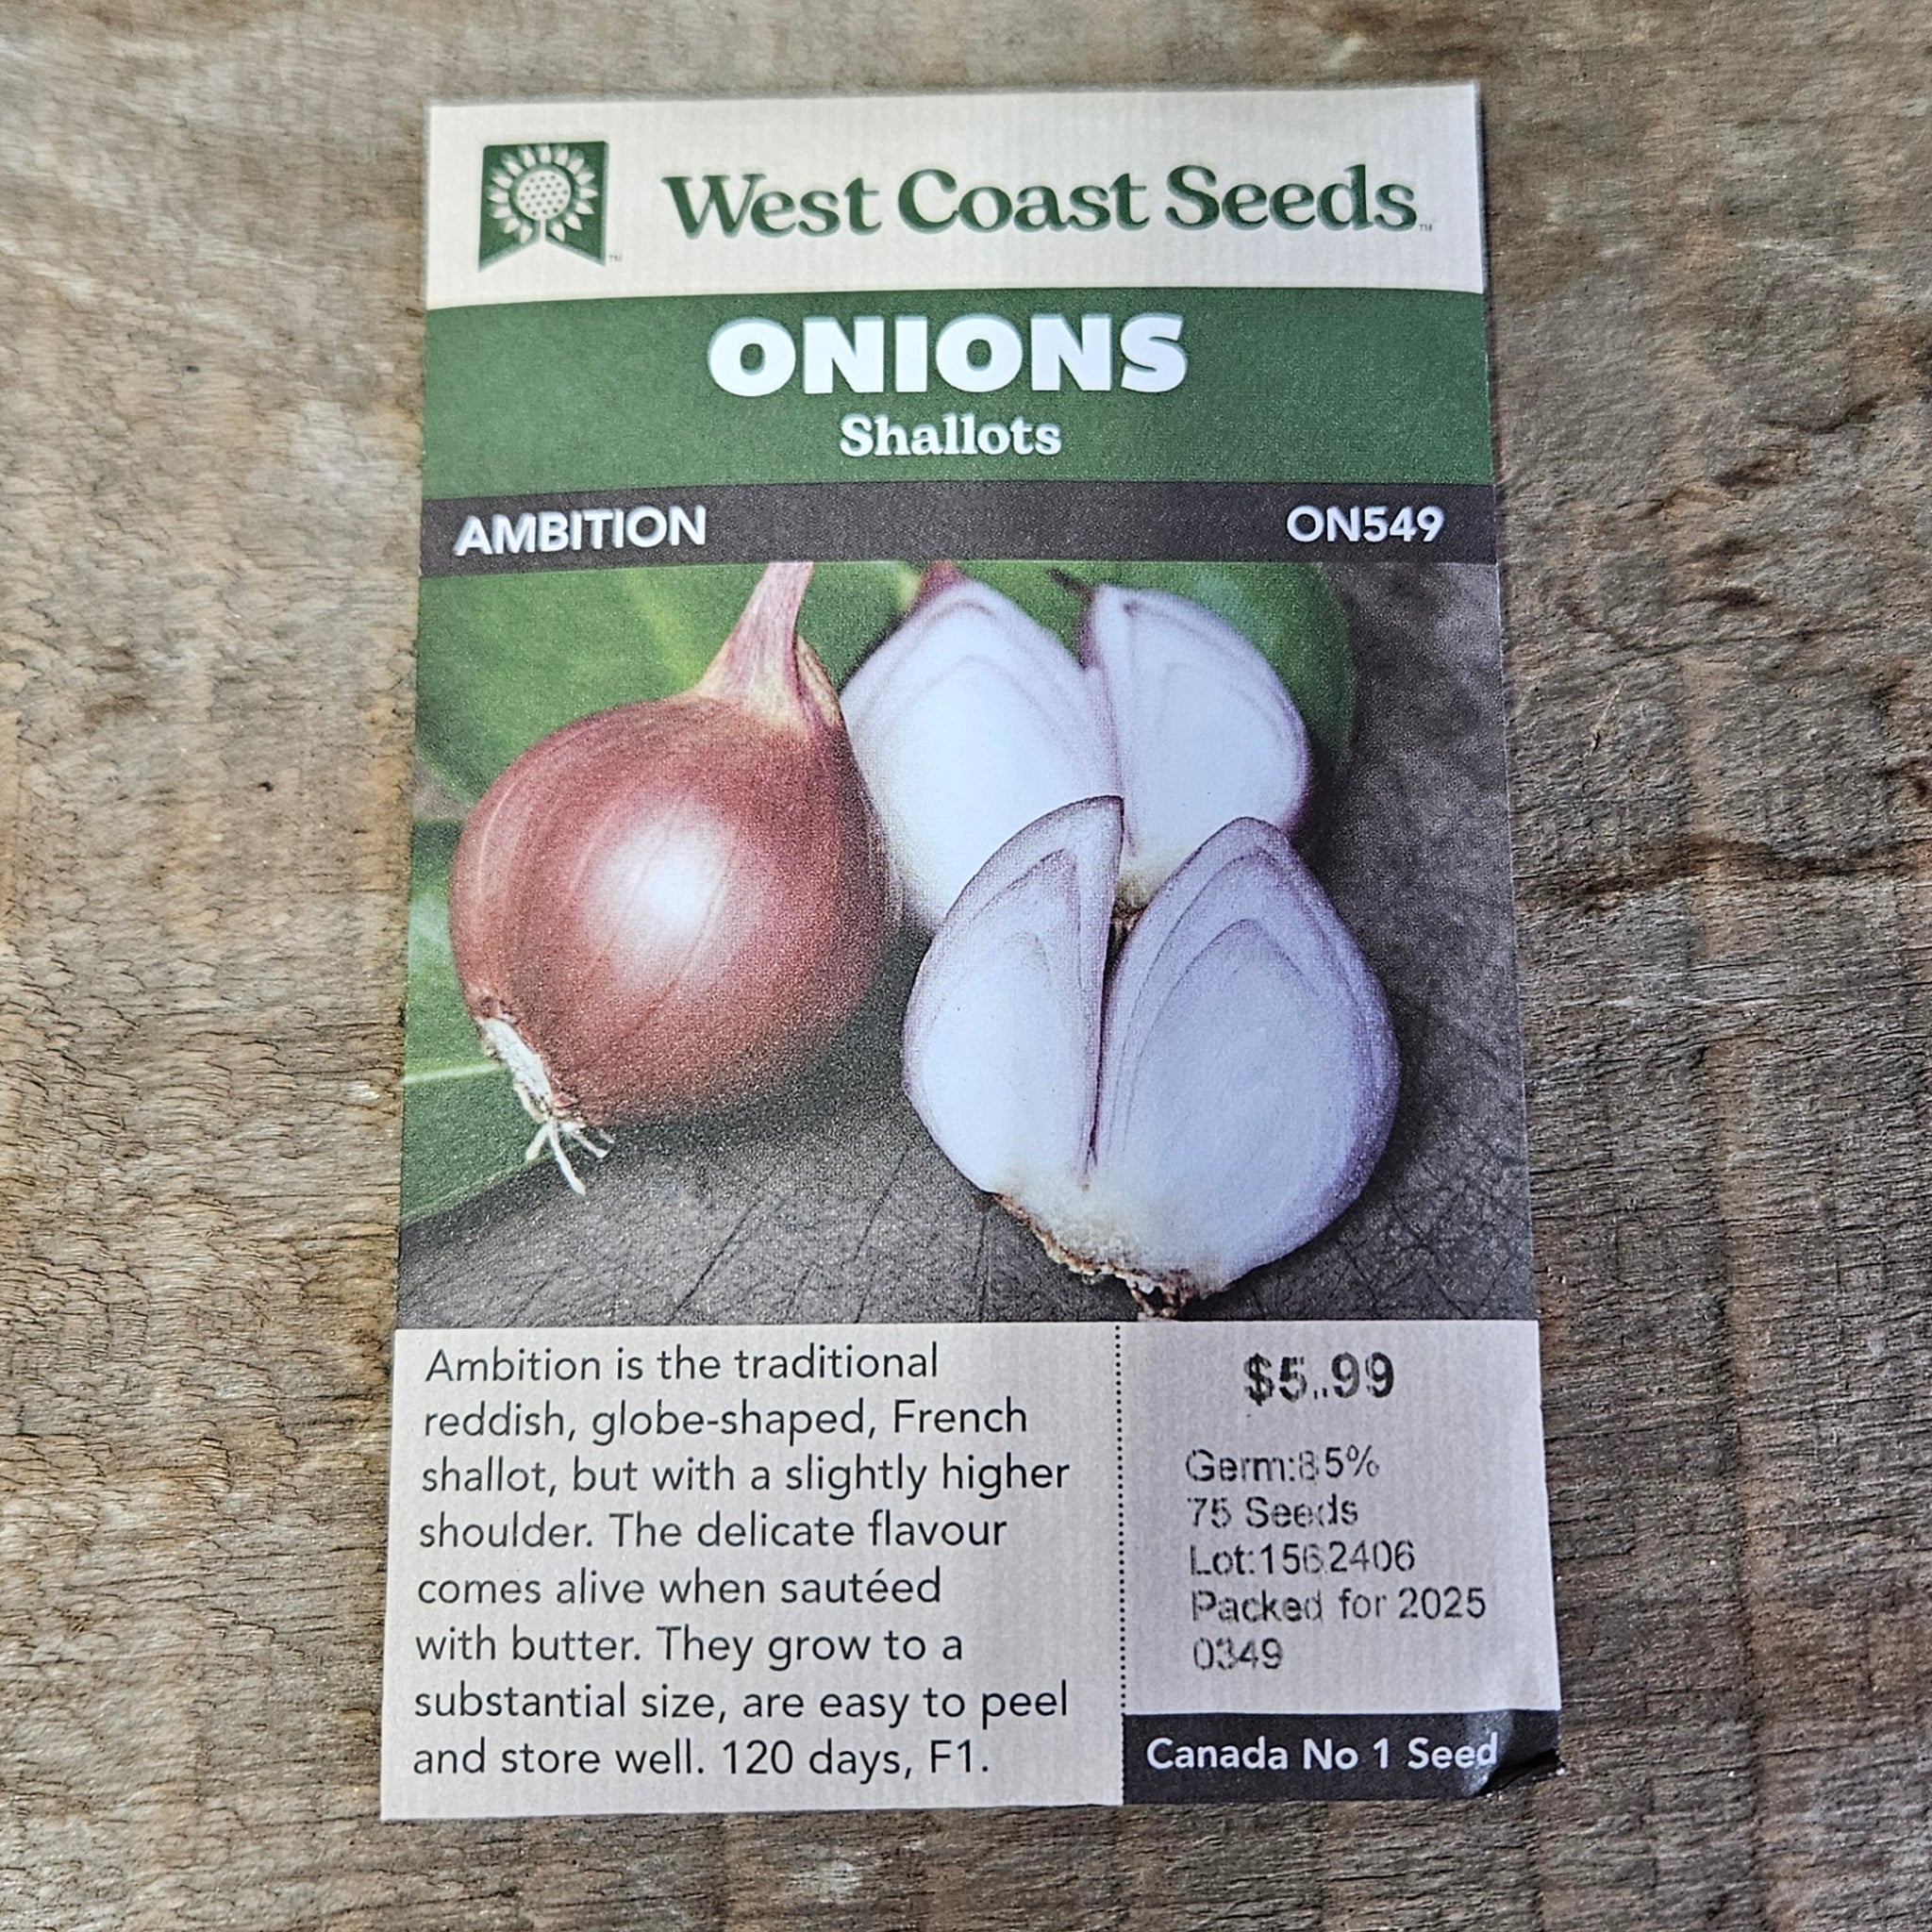 West Coast Seeds™
ONIONS
Shallots
AMBITION
ON549
Ambition is the traditional
reddish, globe-shaped, French
shallot, but with a slightly higher
shoulder. The delicate flavour
comes alive when sautéed
with butter. They grow to a
substantial size, are easy to peel
and store well. 120 days, F1.
$5.99
Germ:85%
75 Seeds
Lot:1562406
Packed for 2025
0349
Canada No 1 Seed